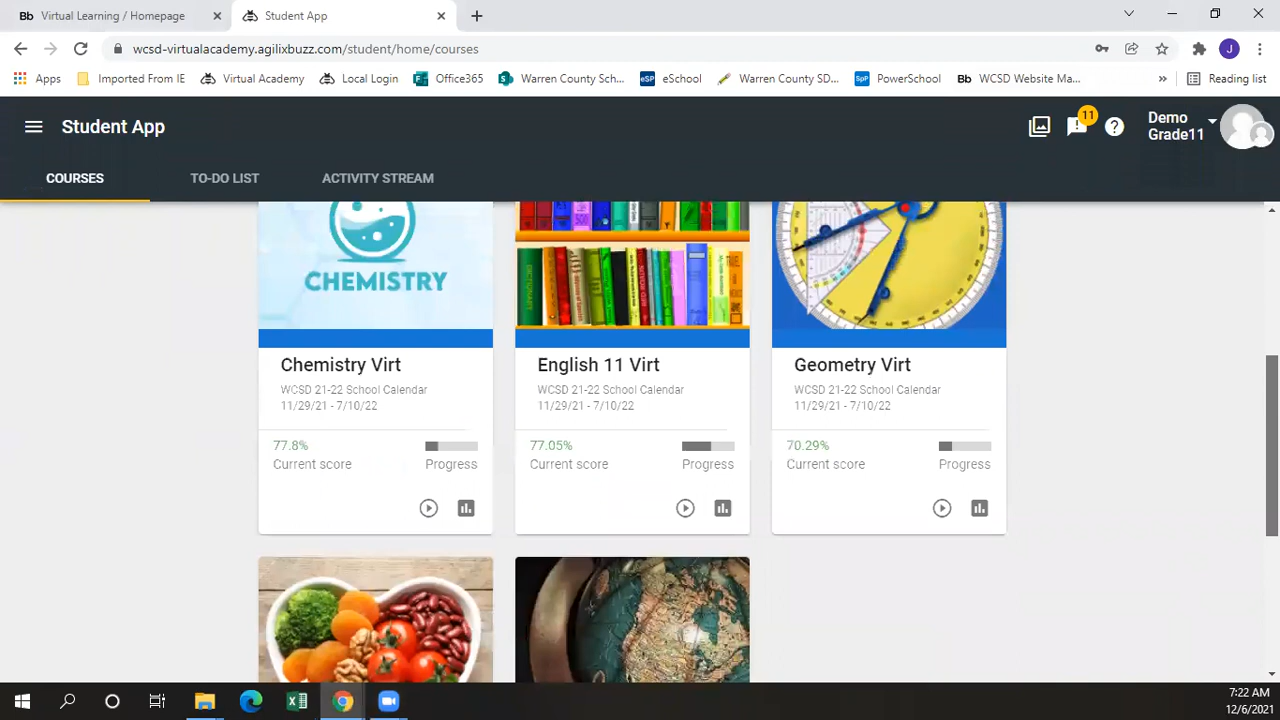 Virtual Learning / Homepage
Student App
wcsd-virtualacademy.agilixbuzz.com/student/home/courses
J
Apps
Imported From IE
Virtual Academy
Local Login
Office365
Warren County Sch...
eSchool
Warren County SD...
PowerSchool
Bb WCSD Website Ma...
Reading list
Student App
11
Demo
Grade11
COURSES
TO-DO LIST
ACTIVITY STREAM
CHEMISTRY
DICTIONARY
Chemistry Virt
English 11 Virt
Geometry Virt
WCSD 21-22 School Calendar
WCSD 21-22 School Calendar
WCSD 21-22 School Calendar
11/29/21 - 7/10/22
11/29/21 - 7/10/22
11/29/21 - 7/10/22
77.8%
77.05%
70.29%
Current score
Progress
Current score
Progress
Current score
Progress
7:22 AM
12/6/2021